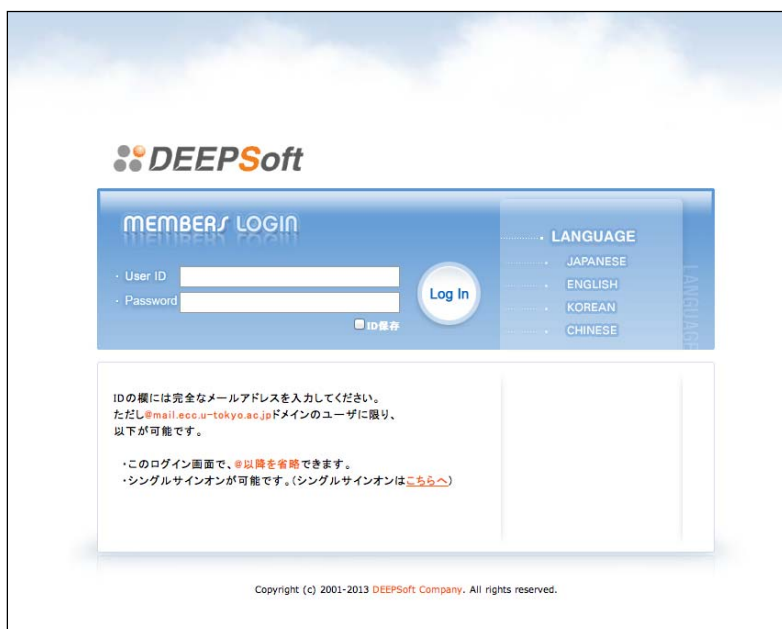 DEEPSoft
MEMBERS LOGIN
· User ID
· Password
Log In
ID保存
LANGUAGE
JAPANESE
ENGLISH
KOREAN
CHINESE
LANGUAGE
IDの欄には完全なメールアドレスを入力してください。
ただし@mail.ecc.u-tokyo.ac.jpドメインのユーザに限り、
以下が可能です。
・このログイン画面で、@以降を省略できます。
・シングルサインオンが可能です。(シングルサインオンはこちらへ)
Copyright (c) 2001-2013 DEEPSoft Company. All rights reserved.